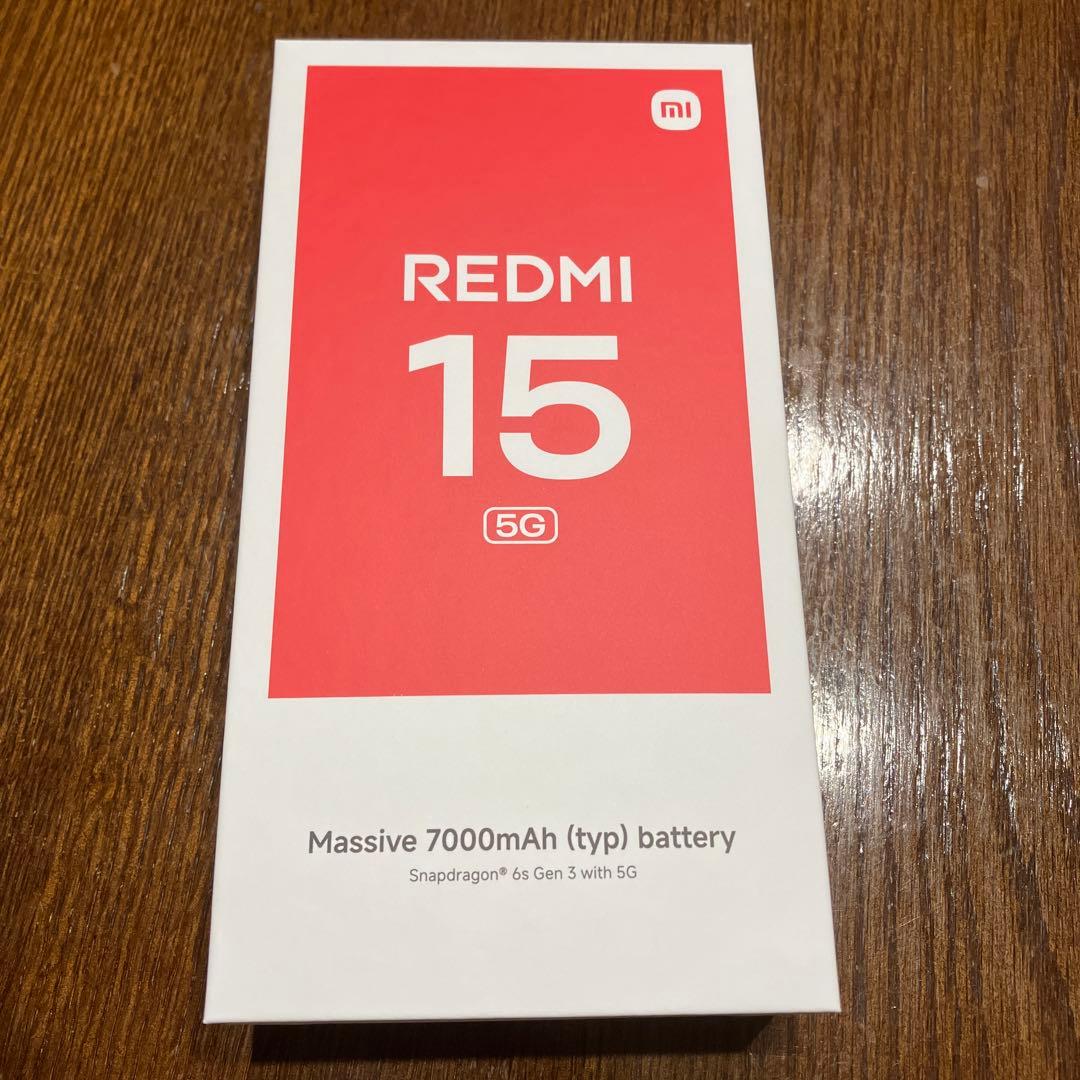 mi
REDMI
15
5G
Massive 7000mAh (typ) battery
Snapdragon® 6s Gen 3 with 5G